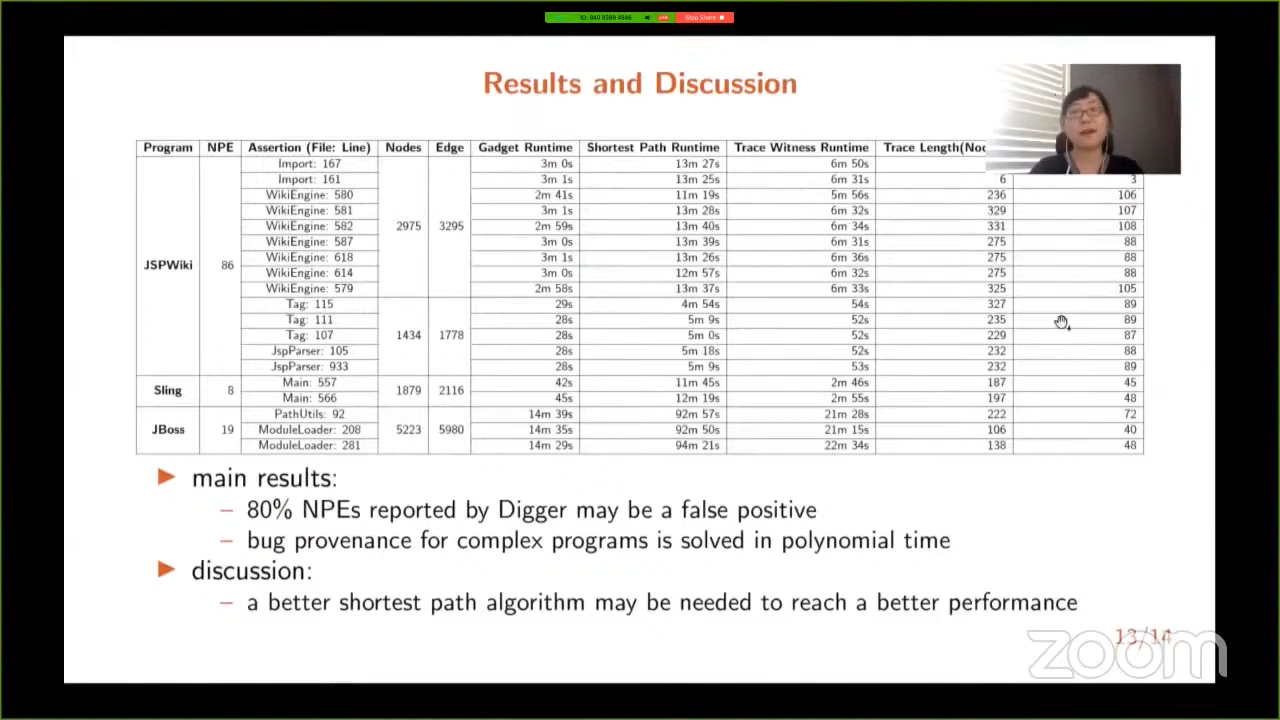 ID: 840 8589 4846 Stop Share
Results and Discussion
Program NPE Assertion (File: Line) Nodes Edge Gadget Runtime Shortest Path Runtime Trace Witness Runtime Trace Length(No
Import: 167 3m 0s 13m 27s 6m 50s
Import: 161 3m 1s 13m 25s 6m 31s 6 3
WikiEngine: 580 2m 41s 11m 19s 5m 56s 236 106
WikiEngine: 581 3m 1s 13m 28s 6m 32s 329 107
WikiEngine: 582 2975 3295 2m 59s 13m 40s 6m 34s 331 108
WikiEngine: 587 3m 0s 13m 39s 6m 31s 275 88
WikiEngine: 618 3m 1s 13m 26s 6m 36s 275 88
JSPWiki 86
WikiEngine: 614 3m 0s 12m 57s 6m 32s 275 88
WikiEngine: 579 2m 58s 13m 37s 6m 33s 325 105
Tag: 115 29s 4m 54s 54s 327 89
Tag: 111 28s 5m 9s 52s 235 89
Tag: 107 1434 1778 28s 5m 0s 52s 229 87
JspParser: 105 28s 5m 18s 52s 232 88
JspParser: 933 28s 5m 9s 53s 232 89
Main: 557 42s 11m 45s 2m 46s 187 45
Sling 8 1879 2116
Main: 566 45s 12m 19s 2m 55s 197 48
PathUtils: 92 14m 39s 92m 57s 21m 28s 222 72
JBoss 19 ModuleLoader: 208 5223 5980 14m 35s 92m 50s 21m 15s 106 40
ModuleLoader: 281 14m 29s 94m 21s 22m 34s 138 48
main results:
– 80% NPEs reported by Digger may be a false positive
– bug provenance for complex programs is solved in polynomial time
discussion:
– a better shortest path algorithm may be needed to reach a better performance
13/14
zoom